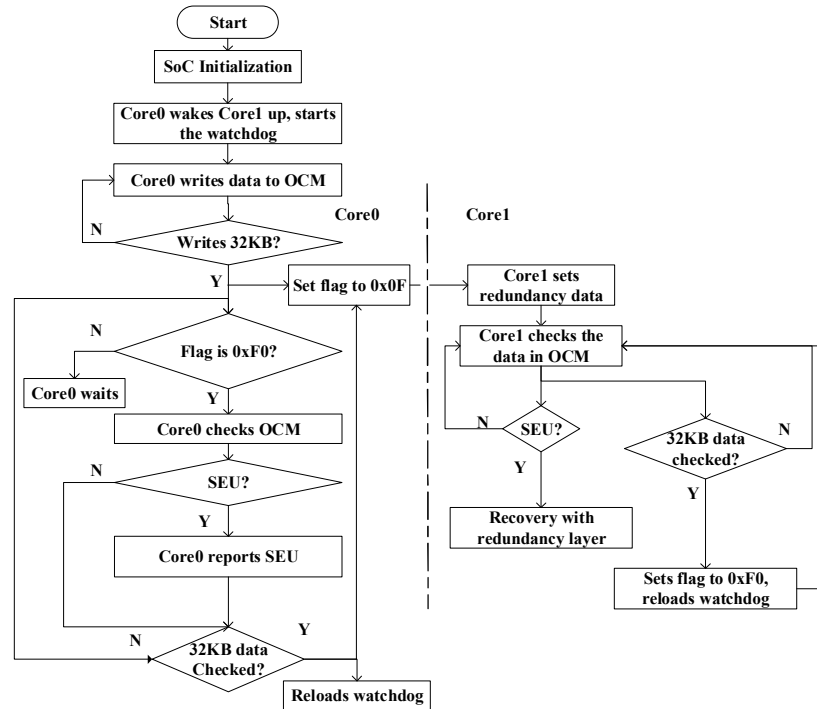 Start
SoC Initialization
Core0 wakes Core1 up, starts
the watchdog
Core0 writes data to OCM
N
Writes 32KB?
Y
Core0
Core1
Set flag to 0x0F
Core1 sets
redundancy data
N
Flag is 0xF0?
Core0 waits
Y
Core0 checks OCM
N
SEU?
Y
Core0 reports SEU
N
32KB data
Checked?
Y
Reloads watchdog
Core1 checks the
data in OCM
N
SEU?
Y
Recovery with
redundancy layer
32KB data
checked?
N
Y
Sets flag to 0xF0,
reloads watchdog